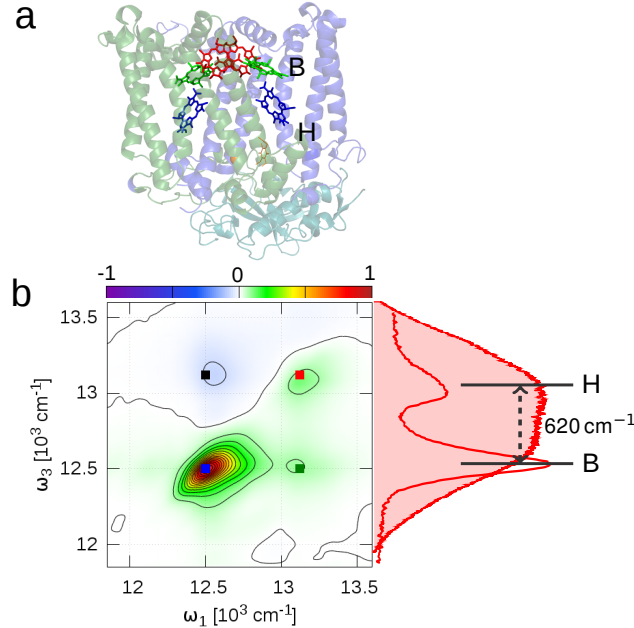 a
B
H
b
-1 0 1
13.5
13
12.5
12
ω₃ [10³ cm⁻¹]
12 12.5 13 13.5
ω₁ [10³ cm⁻¹]
H
620 cm⁻¹
B